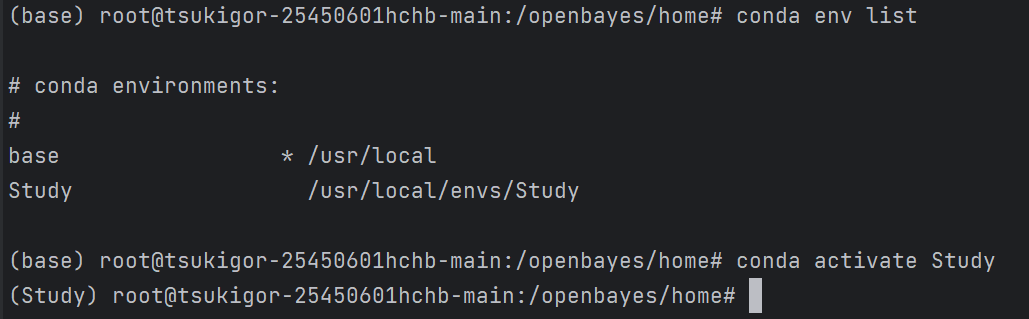 (base) root@tsukigor-25450601hchb-main:/openbayes/home# conda env list
# conda environments:
#
base * /usr/local
Study /usr/local/envs/Study
(base) root@tsukigor-25450601hchb-main:/openbayes/home# conda activate Study
(Study) root@tsukigor-25450601hchb-main:/openbayes/home#